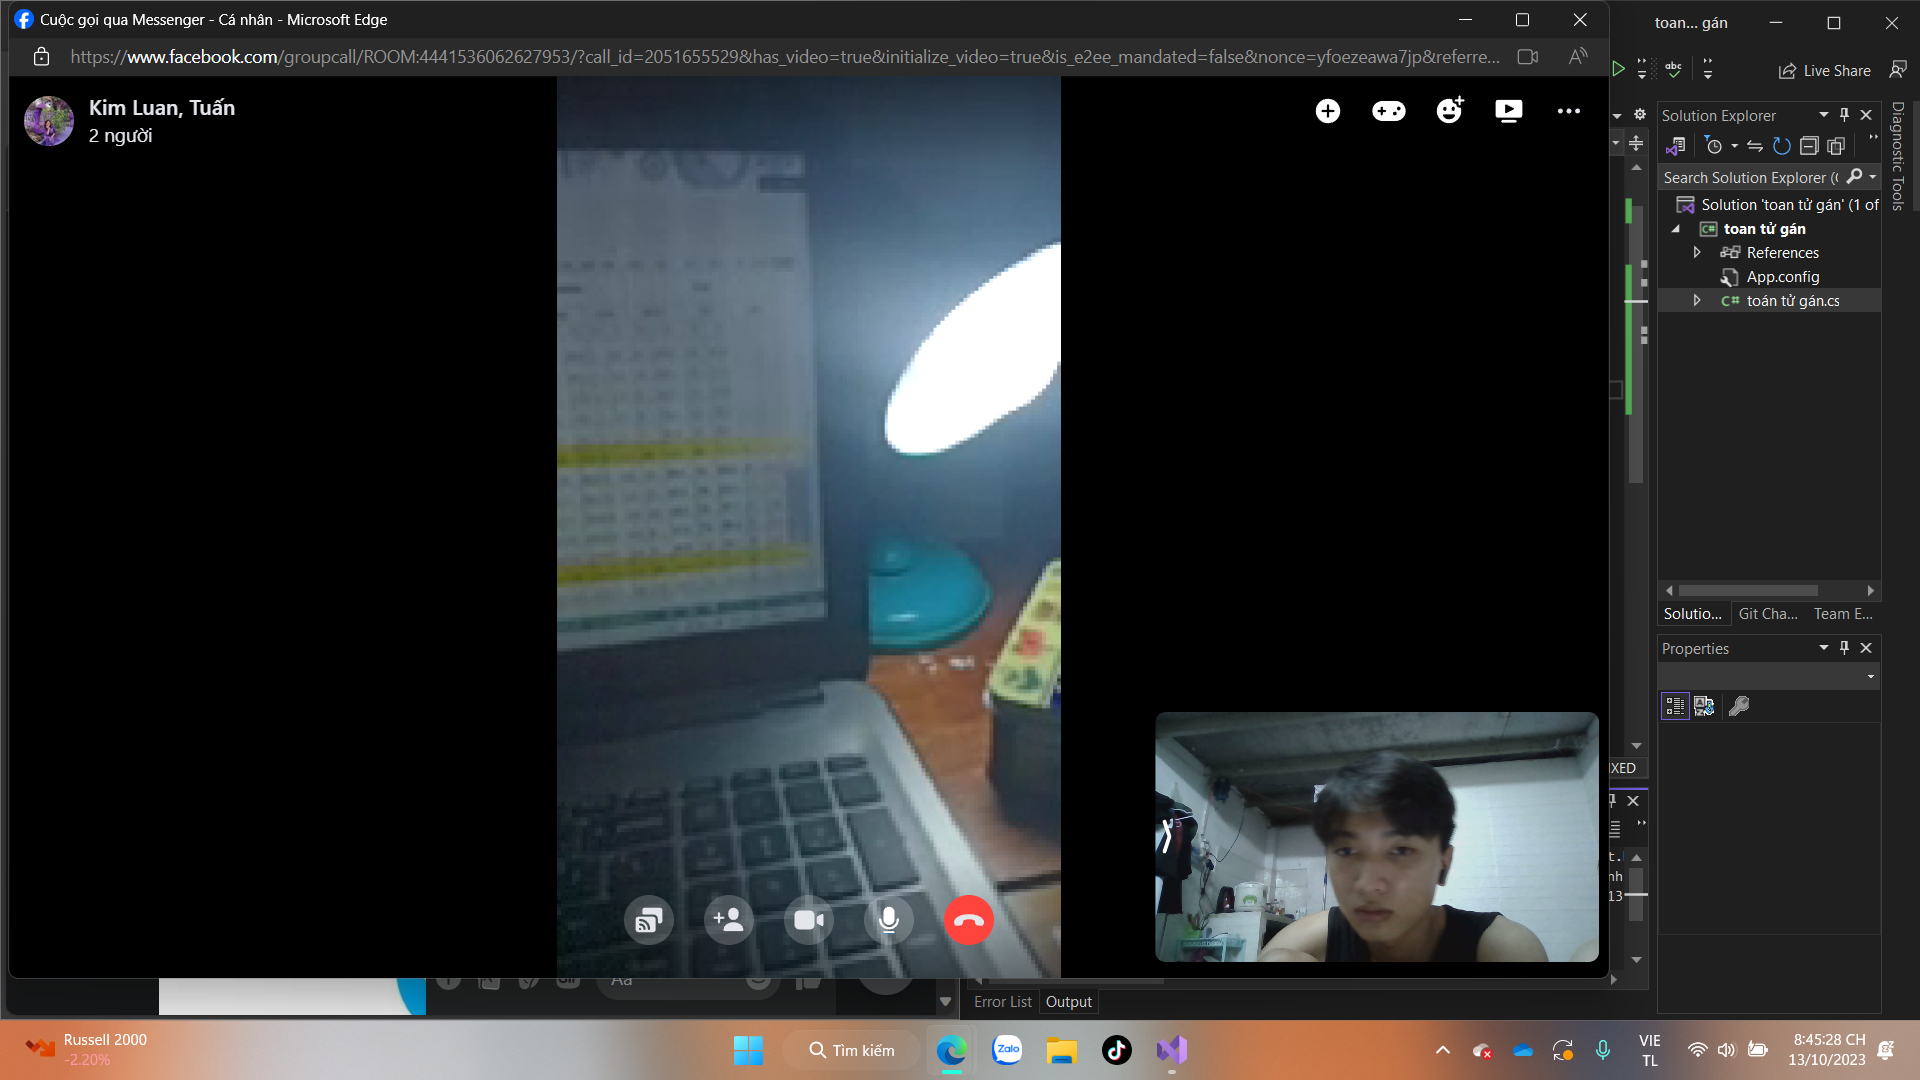 Cuộc gọi qua Messenger - Cá nhân - Microsoft Edge
https://www.facebook.com/groupcall/ROOM:4441536062627953/?call_id=2051655529&has_video=true&initialize_video=true&is_e2ee_mandated=false&nonce=yfoezeawa7jp&referre...
Kim Luan, Tuấn
2 người
toan... gán
Live Share
Solution Explorer
Search Solution Explorer (
Solution 'toan tử gán' (1 of
toan tử gán
References
App.config
toán tử gán.cs
Diagnostic Tools
Solutio...
Git Cha...
Team E...
Properties
IXED
t.
nh
13
Aa
Error List
Output
Russell 2000
-2.20%
Tìm kiếm
Zalo
VIE
TL
8:45:28 CH
13/10/2023